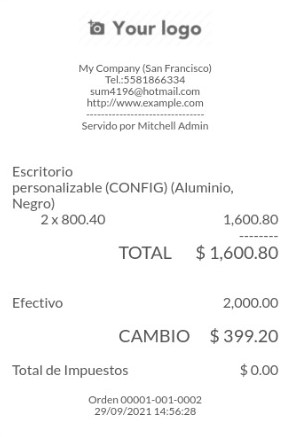 Your logo
My Company (San Francisco)
Tel.:5581866334
sum4196@hotmail.com
http://www.example.com
--------------------------------
Servido por Mitchell Admin
Escritorio
personalizable (CONFIG) (Aluminio,
Negro)
2 x 800.40 1,600.80
--------
TOTAL $ 1,600.80
Efectivo 2,000.00
CAMBIO $ 399.20
Total de Impuestos $ 0.00
Orden 00001-001-0002
29/09/2021 14:56:28